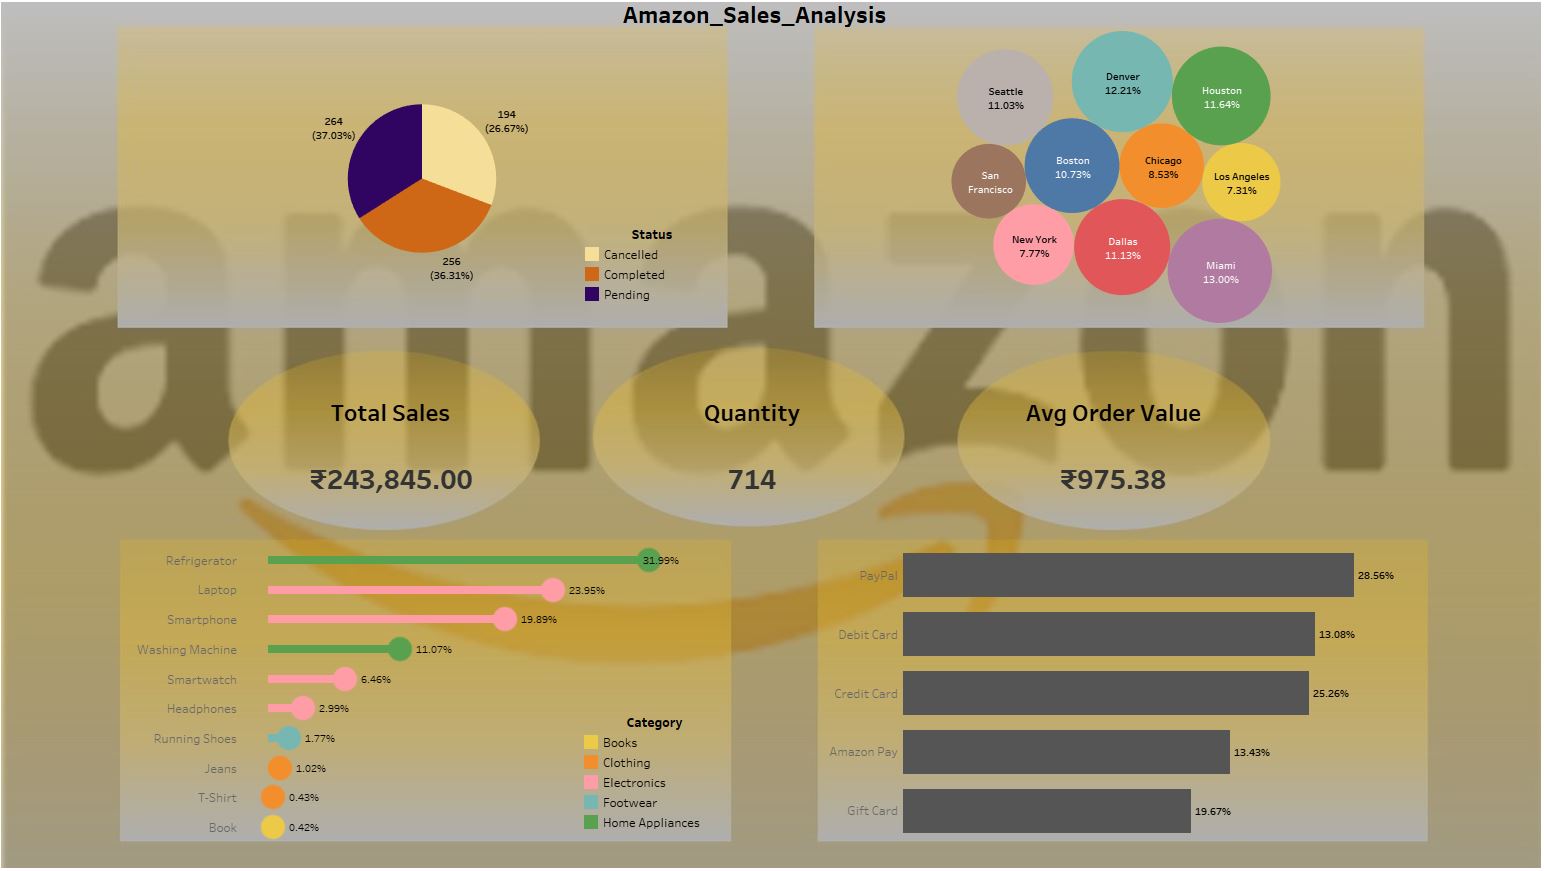 Amazon_Sales_Analysis
264
(37.03%)
194
(26.67%)
256
(36.31%)
Status
Cancelled
Completed
Pending
Seattle
11.03%
Denver
12.21%
Houston
11.64%
San
Francisco
Boston
10.73%
Chicago
8.53%
Los Angeles
7.31%
New York
7.77%
Dallas
11.13%
Miami
13.00%
amazon
Total Sales
₹243,845.00
Quantity
714
Avg Order Value
₹975.38
Refrigerator 31.99%
Laptop 23.95%
Smartphone 19.89%
Washing Machine 11.07%
Smartwatch 6.46%
Headphones 2.99%
Running Shoes 1.77%
Jeans 1.02%
T-Shirt 0.43%
Book 0.42%
Category
Books
Clothing
Electronics
Footwear
Home Appliances
PayPal 28.56%
Debit Card 13.08%
Credit Card 25.26%
Amazon Pay 13.43%
Gift Card 19.67%